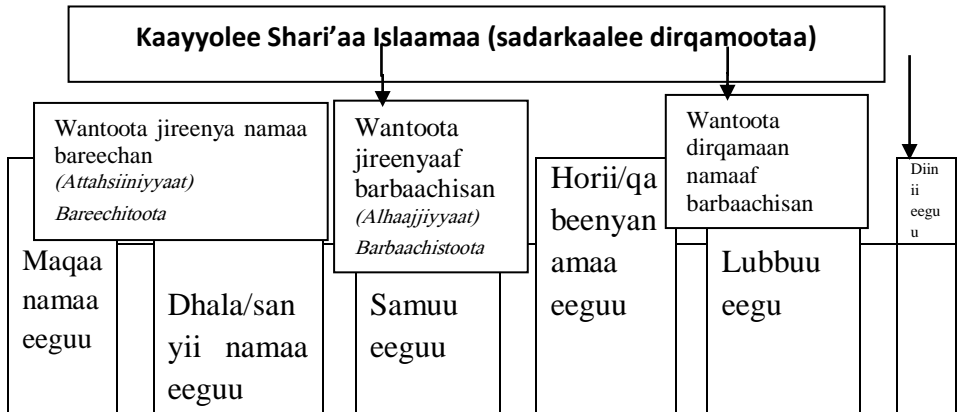 Kaayyolee Shari’aa Islaamaa (sadarkaalee dirqamootaa)
Wantoota jireenya namaa
bareechan
(Attahsiiniyyaat)
Bareechitoota
Wantoota
jireenyaaf
barbaachisan
(Alhaajjiyyaat)
Barbaachistoota
Wantoota
dirqamaan
namaaf
barbaachisan
Maqaa
namaa
eeguu
Dhala/san
yii namaa
eeguu
Samuu
eeguu
Horii/qa
beenyan
amaa
eeguu
Lubbuu
eegu
Diin
ii
eegu
u